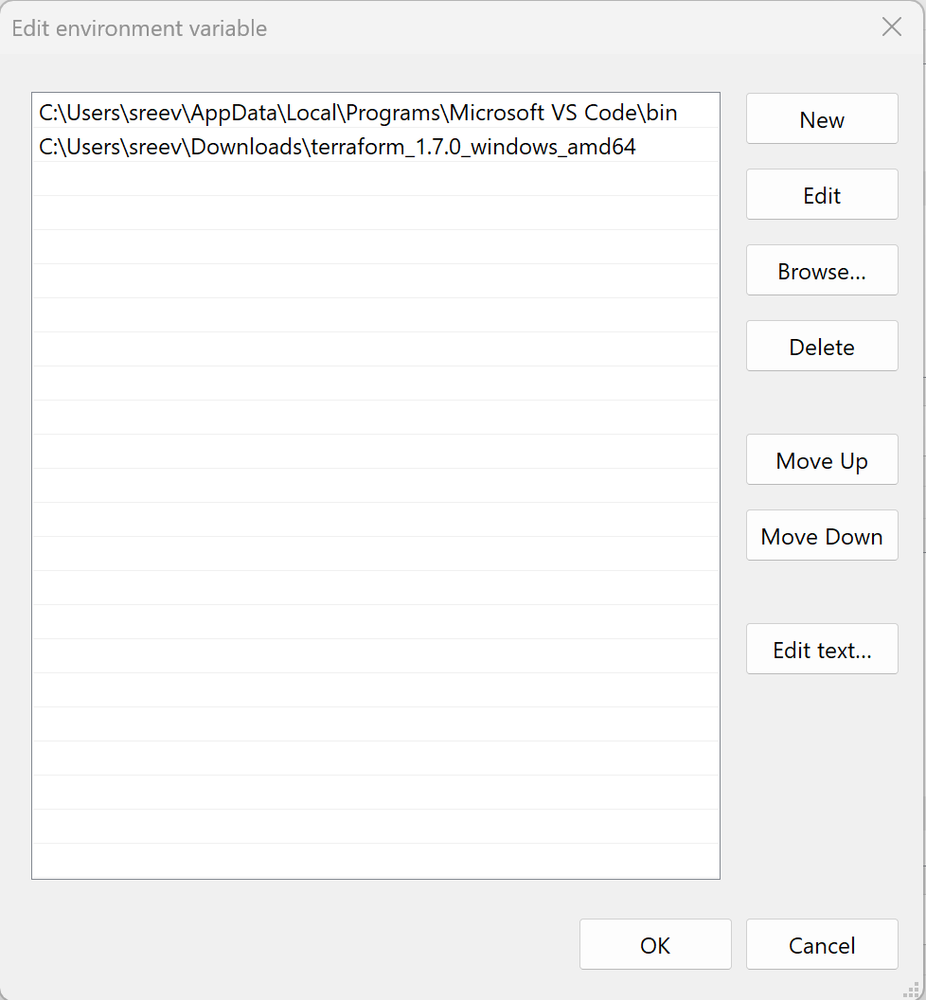 Edit environment variable
C:\Users\sreev\AppData\Local\Programs\Microsoft VS Code\bin
C:\Users\sreev\Downloads\terraform_1.7.0_windows_amd64
New
Edit
Browse...
Delete
Move Up
Move Down
Edit text...
OK
Cancel